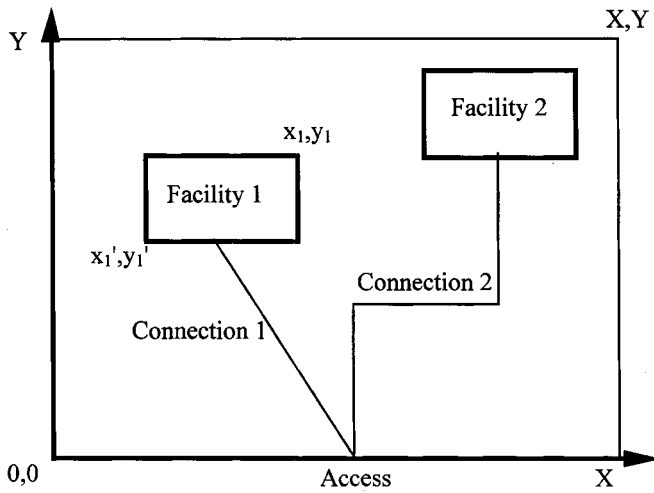 X,Y
Y
Facility 2
x₁,y₁
Facility 1
x₁',y₁'
Connection 2
Connection 1
0,0
Access
X